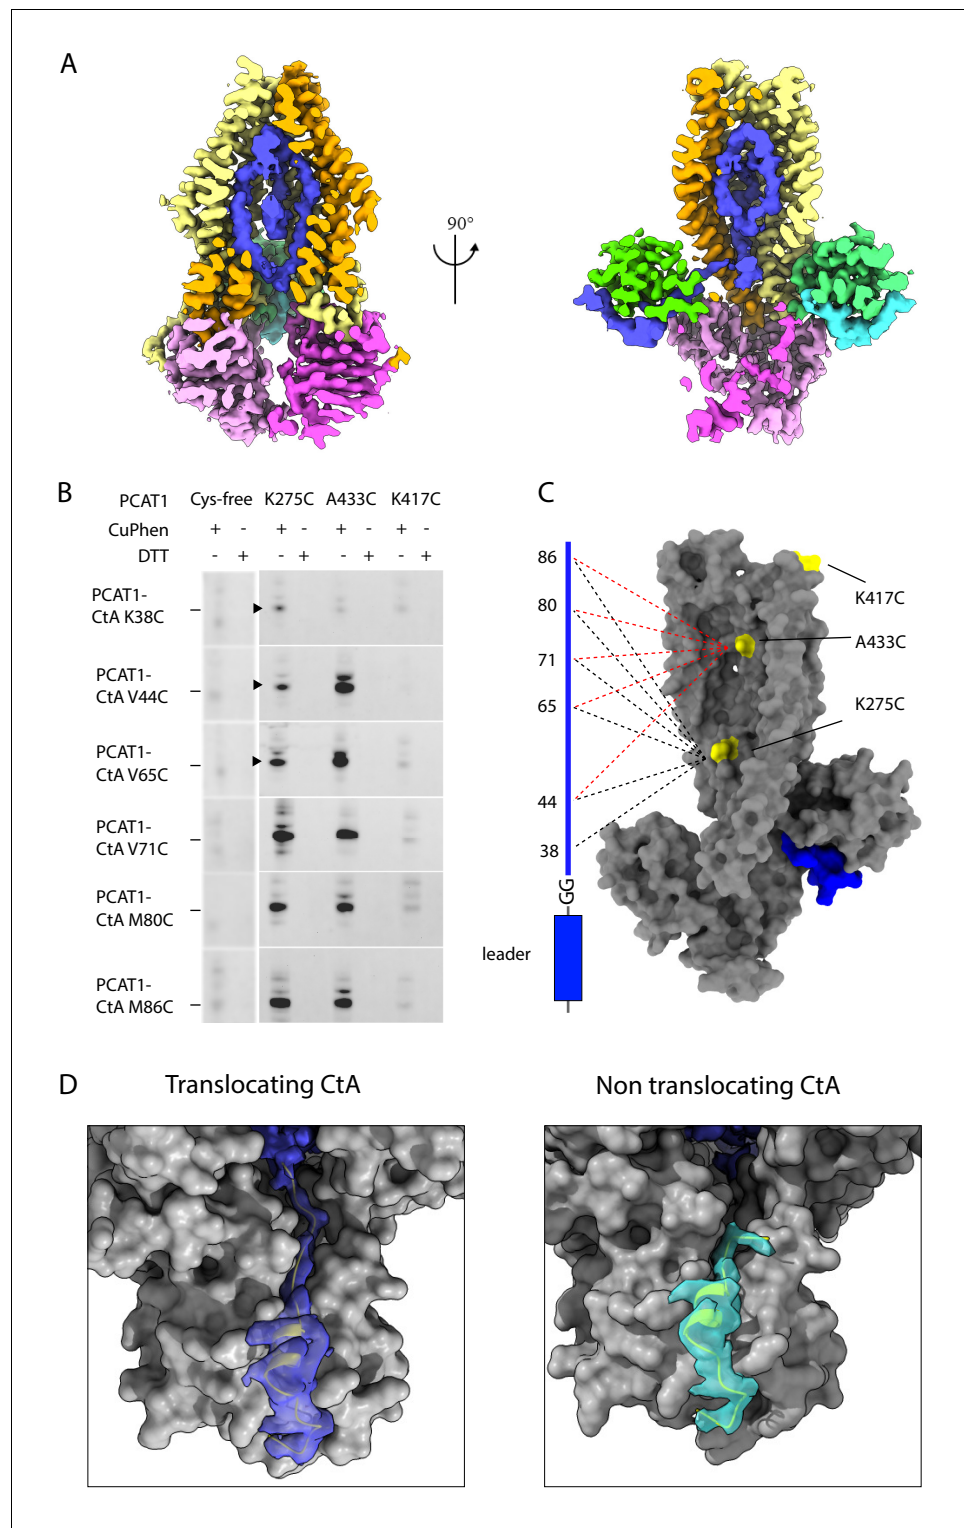 A
90°
B
PCAT1 Cys-free K275C A433C K417C
CuPhen + - + - + - + -
DTT - + - + - + - +
PCAT1-
CtA K38C
PCAT1-
CtA V44C
PCAT1-
CtA V65C
PCAT1-
CtA V71C
PCAT1-
CtA M80C
PCAT1-
CtA M86C
C
86
80
71
65
44
38
GG
leader
K417C
A433C
K275C
D
Translocating CtA
Non translocating CtA